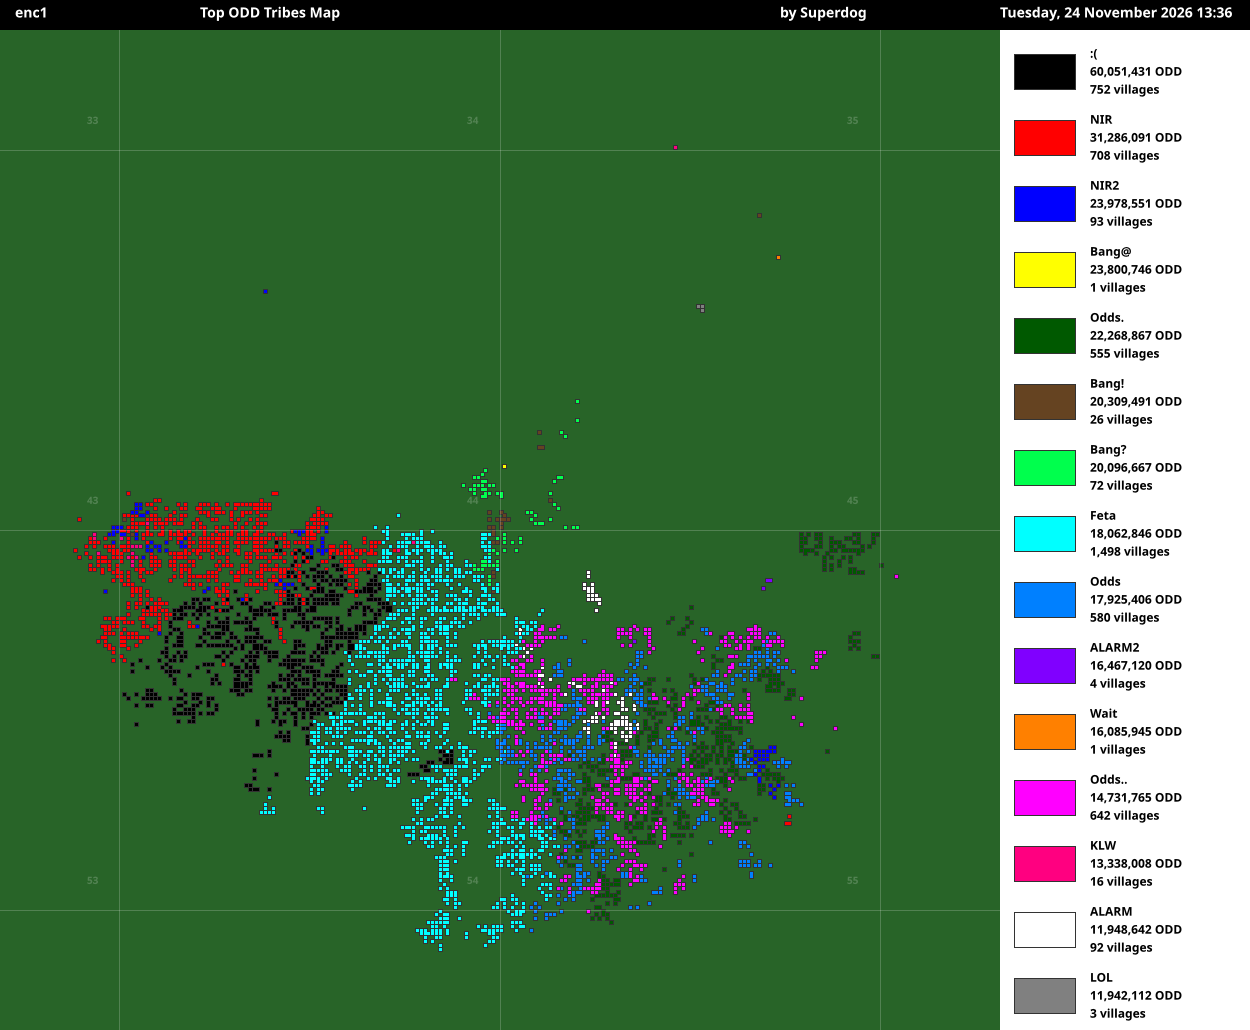 enc1 Top ODD Tribes Map by Superdog Tuesday, 24 November 2026 13:36
33 34 35
43 44 45
53 54 55
:(
60,051,431 ODD
752 villages
NIR
31,286,091 ODD
708 villages
NIR2
23,978,551 ODD
93 villages
Bang@
23,800,746 ODD
1 villages
Odds.
22,268,867 ODD
555 villages
Bang!
20,309,491 ODD
26 villages
Bang?
20,096,667 ODD
72 villages
Feta
18,062,846 ODD
1,498 villages
Odds
17,925,406 ODD
580 villages
ALARM2
16,467,120 ODD
4 villages
Wait
16,085,945 ODD
1 villages
Odds..
14,731,765 ODD
642 villages
KLW
13,338,008 ODD
16 villages
ALARM
11,948,642 ODD
92 villages
LOL
11,942,112 ODD
3 villages